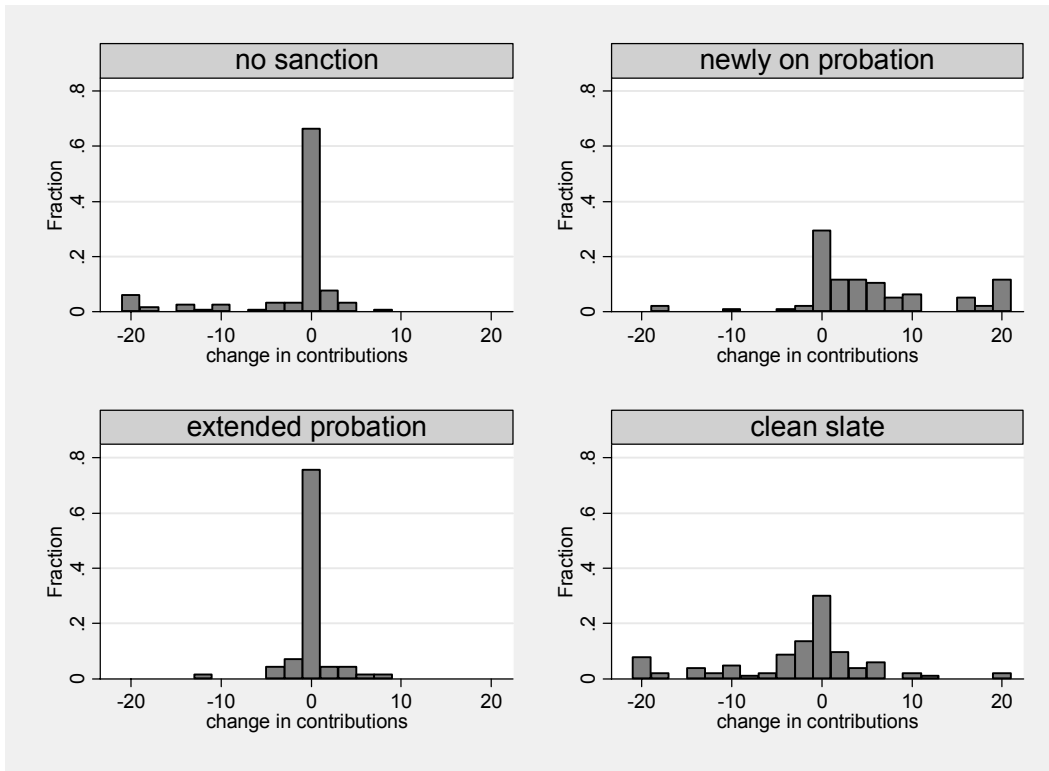 no sanction
Fraction
0 .2 .4 .6 .8
-20 -10 0 10 20
change in contributions
newly on probation
Fraction
0 .2 .4 .6 .8
-20 -10 0 10 20
change in contributions
extended probation
Fraction
0 .2 .4 .6 .8
-20 -10 0 10 20
change in contributions
clean slate
Fraction
0 .2 .4 .6 .8
-20 -10 0 10 20
change in contributions